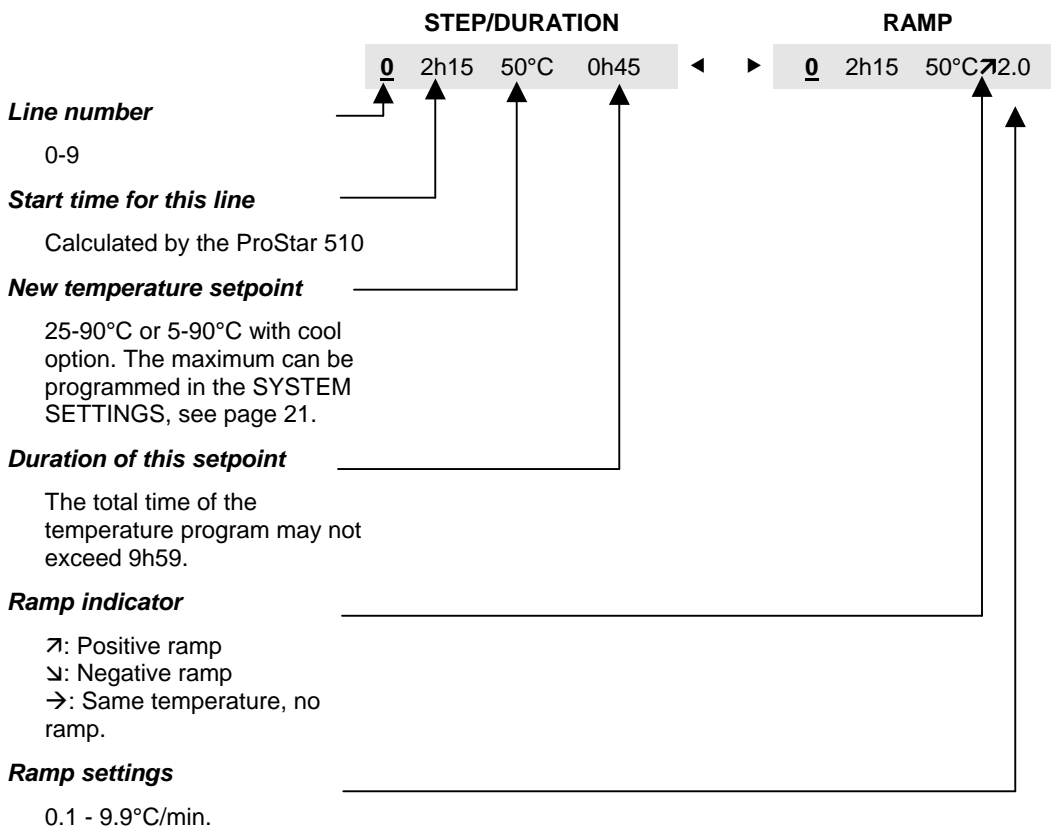 STEP/DURATION RAMP
0 2h15 50°C 0h45 ◄ ► 0 2h15 50°C↗2.0
Line number
0-9
Start time for this line
Calculated by the ProStar 510
New temperature setpoint
25-90°C or 5-90°C with cool
option. The maximum can be
programmed in the SYSTEM
SETTINGS, see page 21.
Duration of this setpoint
The total time of the
temperature program may not
exceed 9h59.
Ramp indicator
↗: Positive ramp
↘: Negative ramp
→: Same temperature, no
ramp.
Ramp settings
0.1 - 9.9°C/min.